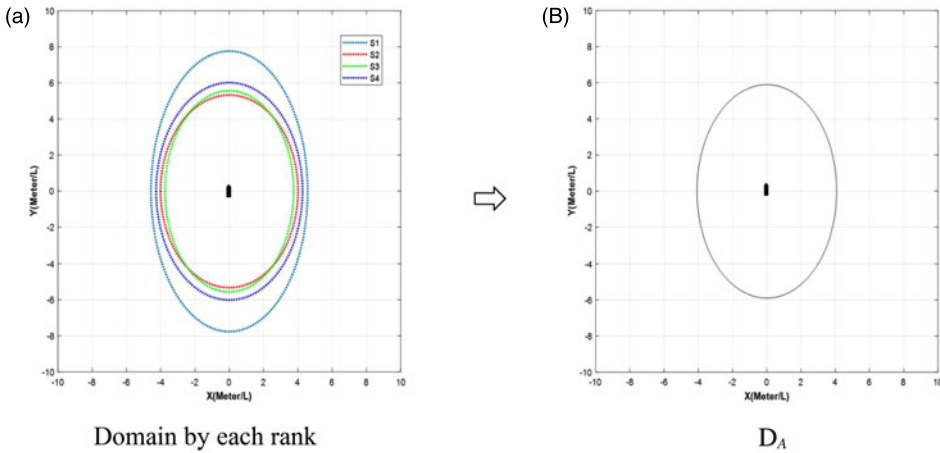 (a)
10
8
6
4
2
0
-2
-4
-6
-8
-10
Y(Meter/L)
S1
S2
S3
S4
-10 -8 -6 -4 -2 0 2 4 6 8 10
X(Meter/L)
Domain by each rank
(B)
10
8
6
4
2
0
-2
-4
-6
-8
-10
Y(Meter/L)
-10 -8 -6 -4 -2 0 2 4 6 8 10
X(Meter/L)
D_A